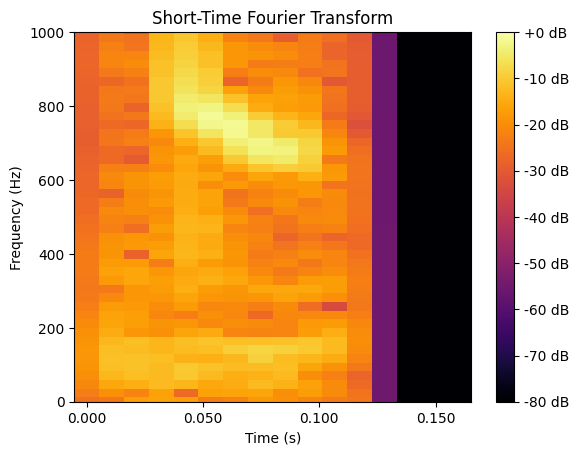 Short-Time Fourier Transform
1000
800
600
400
200
0
Frequency (Hz)
0.000
0.050
0.100
0.150
Time (s)
+0 dB
-10 dB
-20 dB
-30 dB
-40 dB
-50 dB
-60 dB
-70 dB
-80 dB